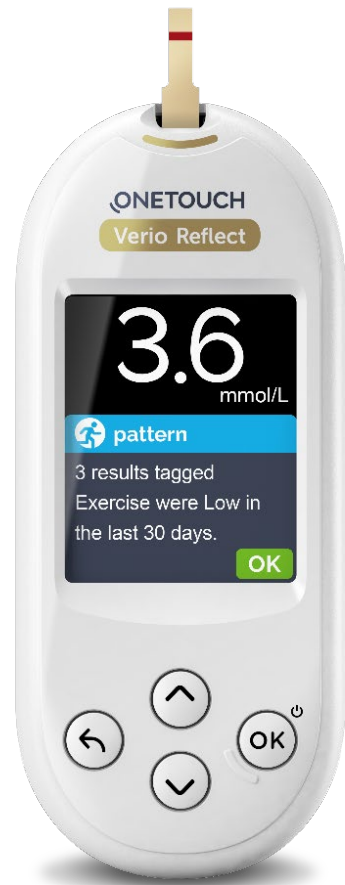 ONETOUCH
Verio Reflect
3.6
mmol/L
pattern
3 results tagged
Exercise were Low in
the last 30 days.
OK
OK